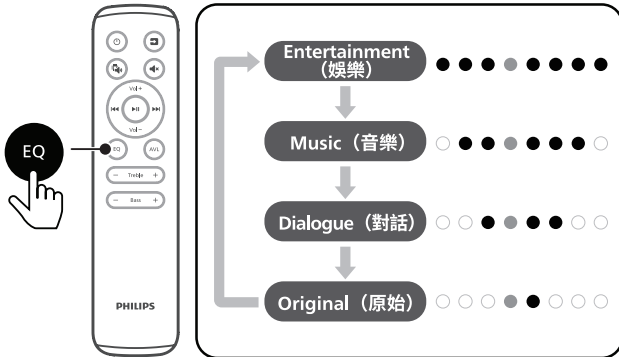 EQ
Vol+
Vol−
EQ
AVL
− Treble +
− Bass +
PHILIPS
Entertainment
（娛樂）
Music（音樂）
Dialogue（對話）
Original（原始）